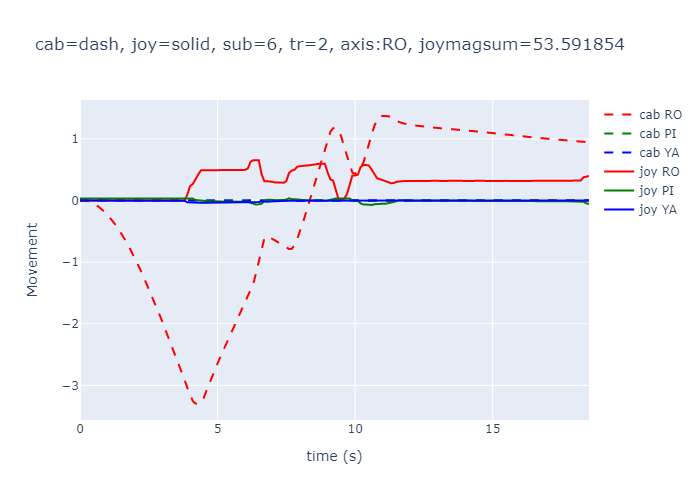 cab=dash, joy=solid, sub=6, tr=2, axis:RO, joymagsum=53.591854
cab RO
cab PI
cab YA
joy RO
joy PI
joy YA
1
0
−1
−2
−3
Movement
0
5
10
15
time (s)